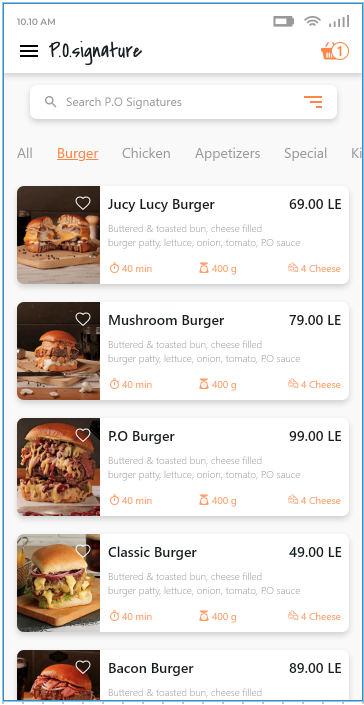 10.10 AM
P.O.signature
1
Search P.O Signatures
All Burger Chicken Appetizers Special Ki
Jucy Lucy Burger 69.00 LE
Buttered & toasted bun, cheese filled
burger patty, lettuce, onion, tomato, P.O sauce
40 min 400 g 4 Cheese
Mushroom Burger 79.00 LE
Buttered & toasted bun, cheese filled
burger patty, lettuce, onion, tomato, P.O sauce
40 min 400 g 4 Cheese
P.O Burger 99.00 LE
Buttered & toasted bun, cheese filled
burger patty, lettuce, onion, tomato, P.O sauce
40 min 400 g 4 Cheese
Classic Burger 49.00 LE
Buttered & toasted bun, cheese filled
burger patty, lettuce, onion, tomato, P.O sauce
40 min 400 g 4 Cheese
Bacon Burger 89.00 LE
Buttered & toasted bun, cheese filled